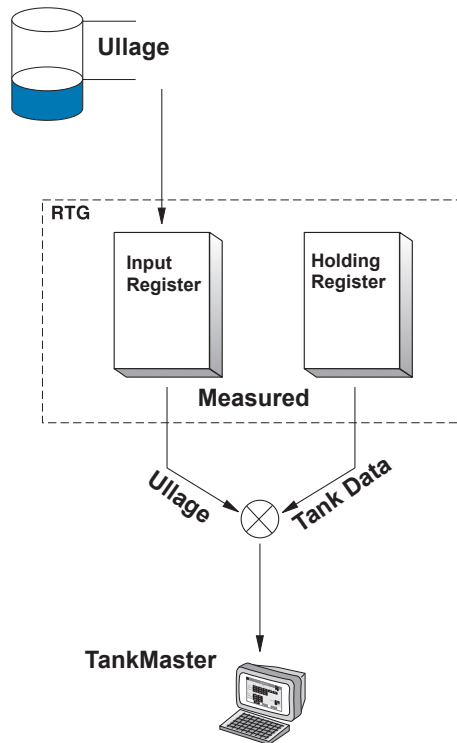 Ullage
RTG
Input
Register
Holding
Register
Measured
Ullage
Tank Data
TankMaster